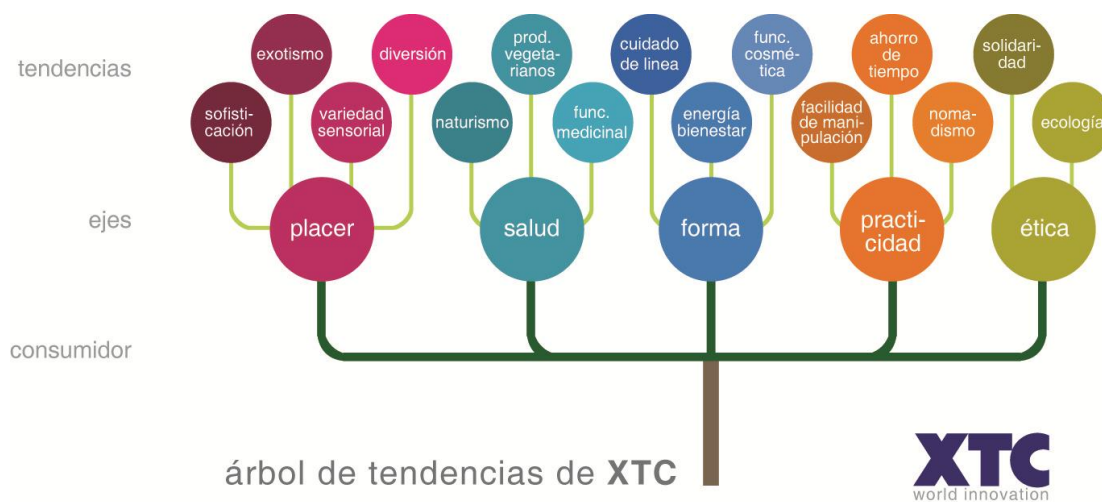 tendencias
sofisti-
cación
exotismo
variedad
sensorial
diversión
naturismo
prod.
vegeta-
rianos
func.
medicinal
cuidado
de linea
energía
bienestar
func.
cosmé-
tica
facilidad
de mani-
pulación
ahorro
de
tiempo
noma-
dismo
solidari-
dad
ecología
ejes
placer
salud
forma
practi-
cidad
ética
consumidor
árbol de tendencias de XTC
XTC
world innovation